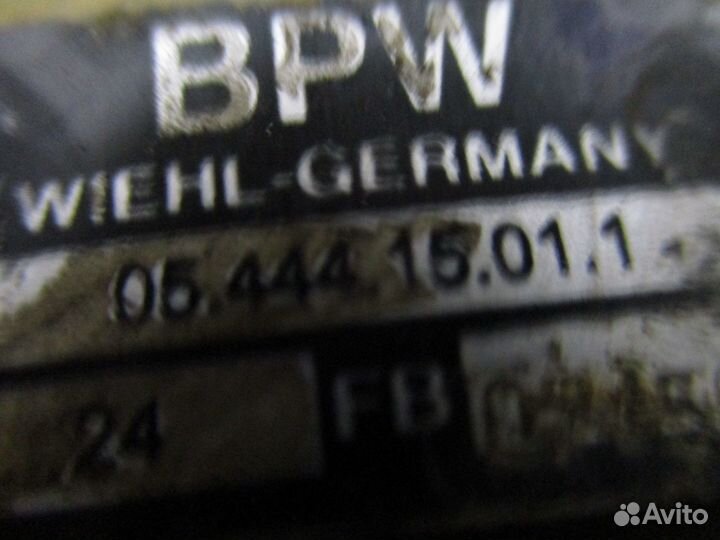 BPW
WIEHL-GERMANY
05.444.15.01.1
24 FB
Avito